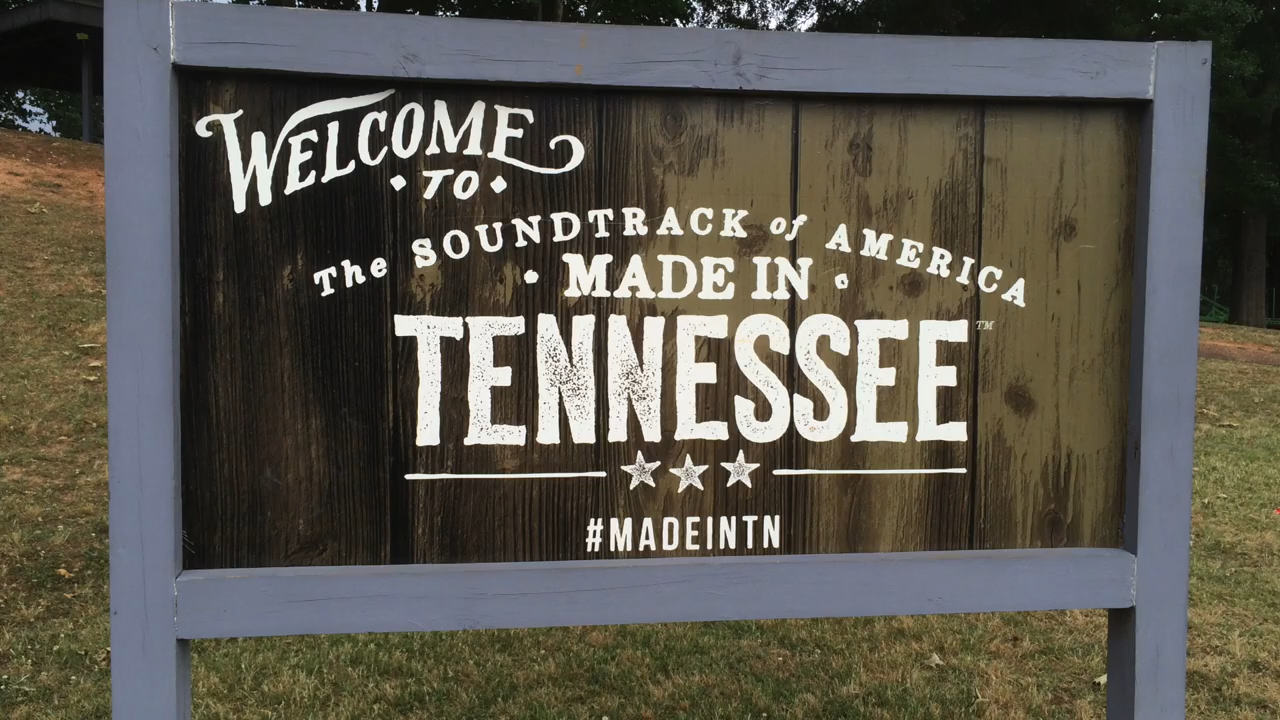 WELCOME
TO
The SOUNDTRACK of AMERICA
MADE IN
TENNESSEE™
#MADEINTN